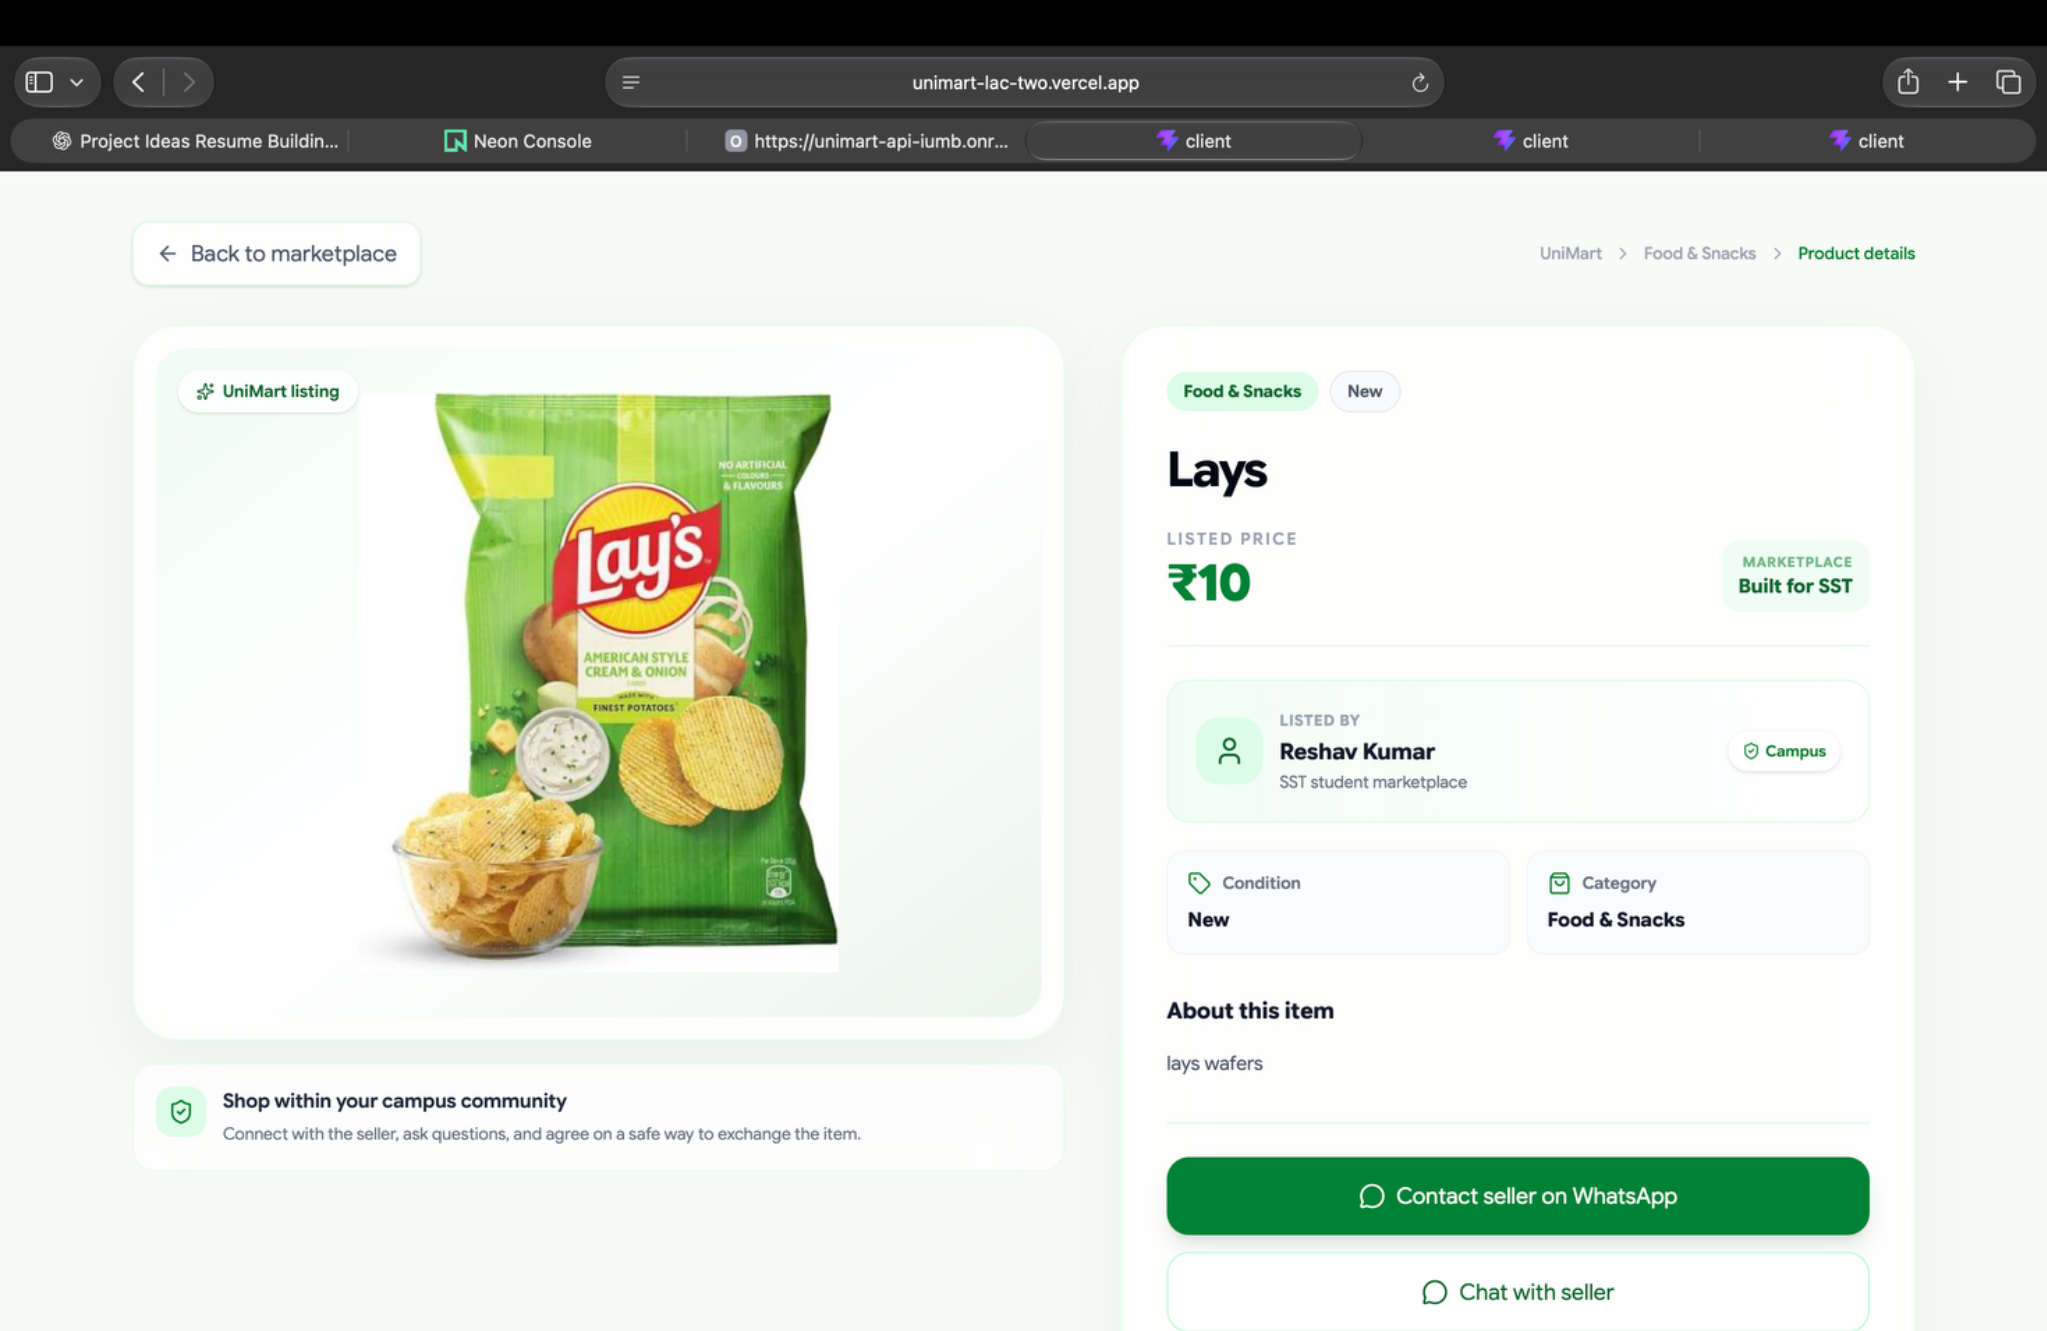 unimart-lac-two.vercel.app
Project Ideas Resume Buildin...
Neon Console
O https://unimart-api-iumb.onr...
client
client
client
Back to marketplace
UniMart > Food & Snacks > Product details
UniMart listing
NO ARTIFICIAL
COLOURS
& FLAVOURS
Lay's
AMERICAN STYLE
CREAM & ONION
MADE WITH
FINEST POTATOES
Food & Snacks
New
Lays
LISTED PRICE
₹10
MARKETPLACE
Built for SST
LISTED BY
Reshav Kumar
SST student marketplace
Campus
Condition
New
Category
Food & Snacks
About this item
lays wafers
Shop within your campus community
Connect with the seller, ask questions, and agree on a safe way to exchange the item.
Contact seller on WhatsApp
Chat with seller